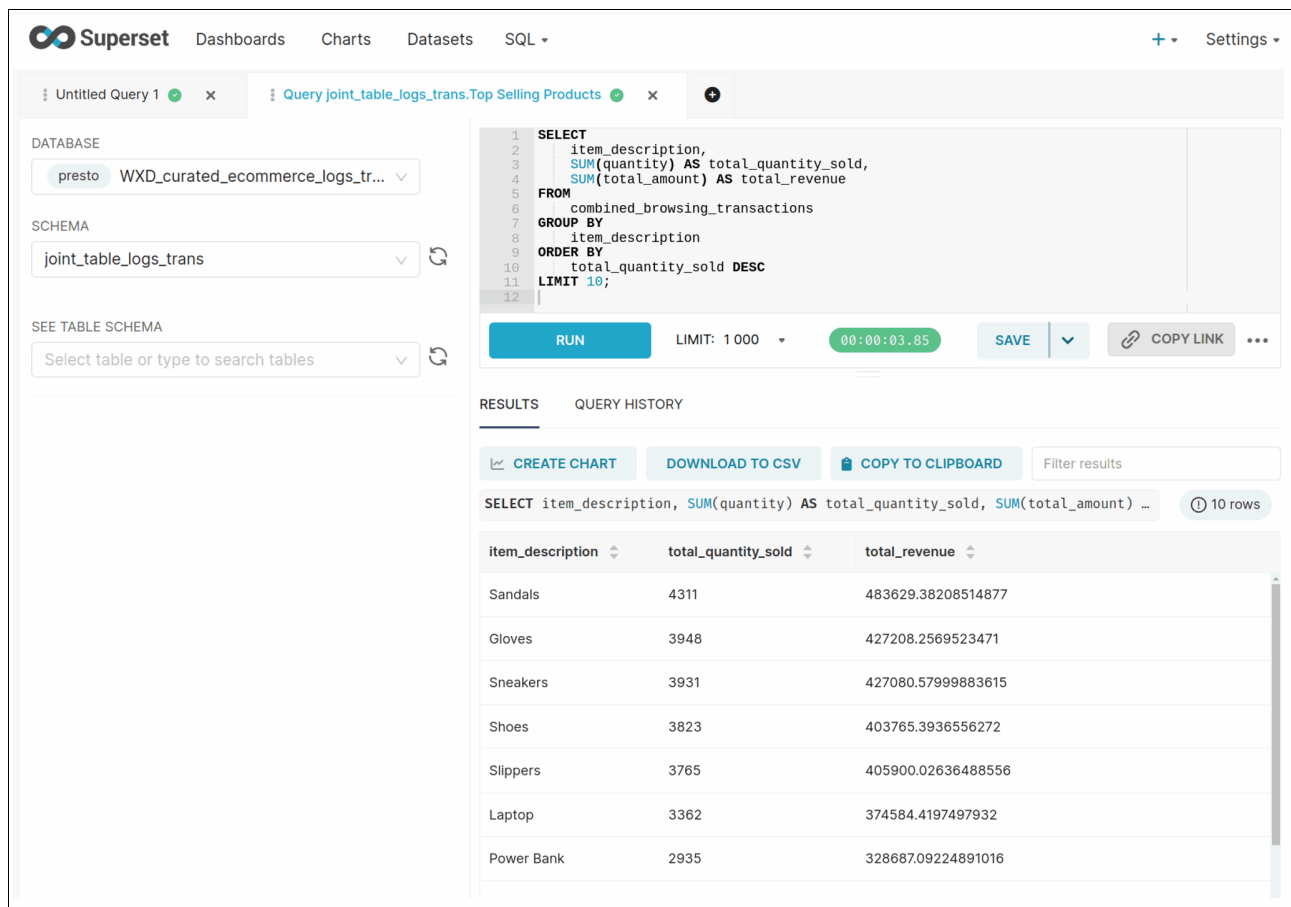 Superset Dashboards Charts Datasets SQL + Settings
Untitled Query 1 Query joint_table_logs_trans.Top Selling Products
DATABASE
presto WXD_curated_ecommerce_logs_tr...
SCHEMA
joint_table_logs_trans
SEE TABLE SCHEMA
Select table or type to search tables
1 SELECT
2 item_description,
3 SUM(quantity) AS total_quantity_sold,
4 SUM(total_amount) AS total_revenue
5 FROM
6 combined_browsing_transactions
7 GROUP BY
8 item_description
9 ORDER BY
10 total_quantity_sold DESC
11 LIMIT 10;
12
RUN LIMIT: 1 000 00:00:03.85 SAVE COPY LINK
RESULTS QUERY HISTORY
CREATE CHART DOWNLOAD TO CSV COPY TO CLIPBOARD Filter results
SELECT item_description, SUM(quantity) AS total_quantity_sold, SUM(total_amount) … 10 rows
item_description total_quantity_sold total_revenue
Sandals 4311 483629.38208514877
Gloves 3948 427208.2569523471
Sneakers 3931 427080.57999883615
Shoes 3823 403765.3936556272
Slippers 3765 405900.02636488556
Laptop 3362 374584.4197497932
Power Bank 2935 328687.09224891016